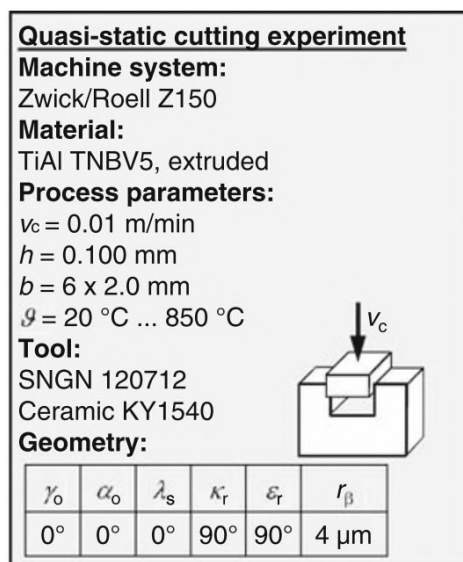 Quasi-static cutting experiment
Machine system:
Zwick/Roell Z150
Material:
TiAl TNBV5, extruded
Process parameters:
vc = 0.01 m/min
h = 0.100 mm
b = 6 x 2.0 mm
ϑ = 20 °C ... 850 °C
vc
Tool:
SNGN 120712
Ceramic KY1540
Geometry:
γo αo λs κr εr rβ
0° 0° 0° 90° 90° 4 µm